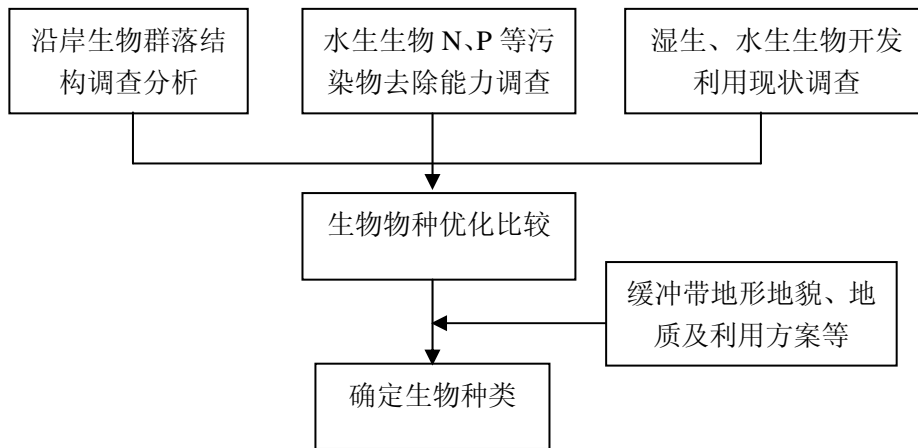 沿岸生物群落结
构调查分析
水生生物 N、P 等污
染物去除能力调查
湿生、水生生物开发
利用现状调查
生物物种优化比较
缓冲带地形地貌、地
质及利用方案等
确定生物种类